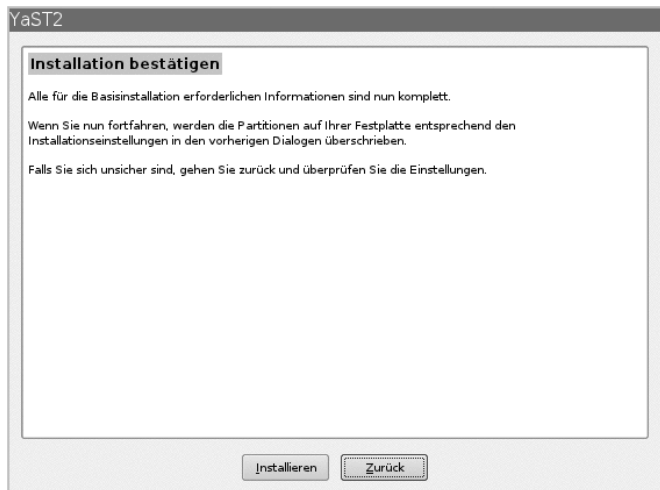 YaST2
Installation bestätigen
Alle für die Basisinstallation erforderlichen Informationen sind nun komplett.
Wenn Sie nun fortfahren, werden die Partitionen auf Ihrer Festplatte entsprechend den
Installationseinstellungen in den vorherigen Dialogen überschrieben.
Falls Sie sich unsicher sind, gehen Sie zurück und überprüfen Sie die Einstellungen.
Installieren
Zurück